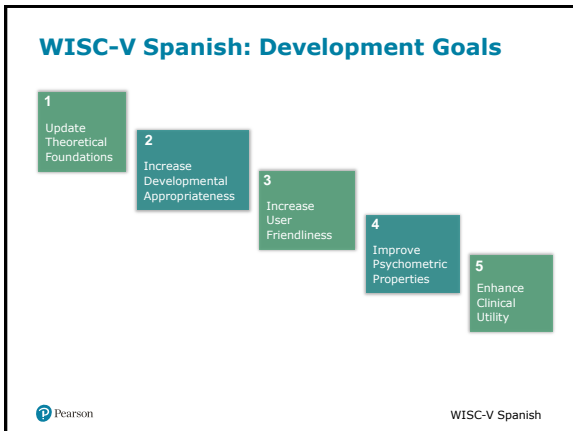 WISC-V Spanish: Development Goals
1
Update
Theoretical
Foundations
2
Increase
Developmental
Appropriateness
3
Increase
User
Friendliness
4
Improve
Psychometric
Properties
5
Enhance
Clinical
Utility
P Pearson
WISC-V Spanish